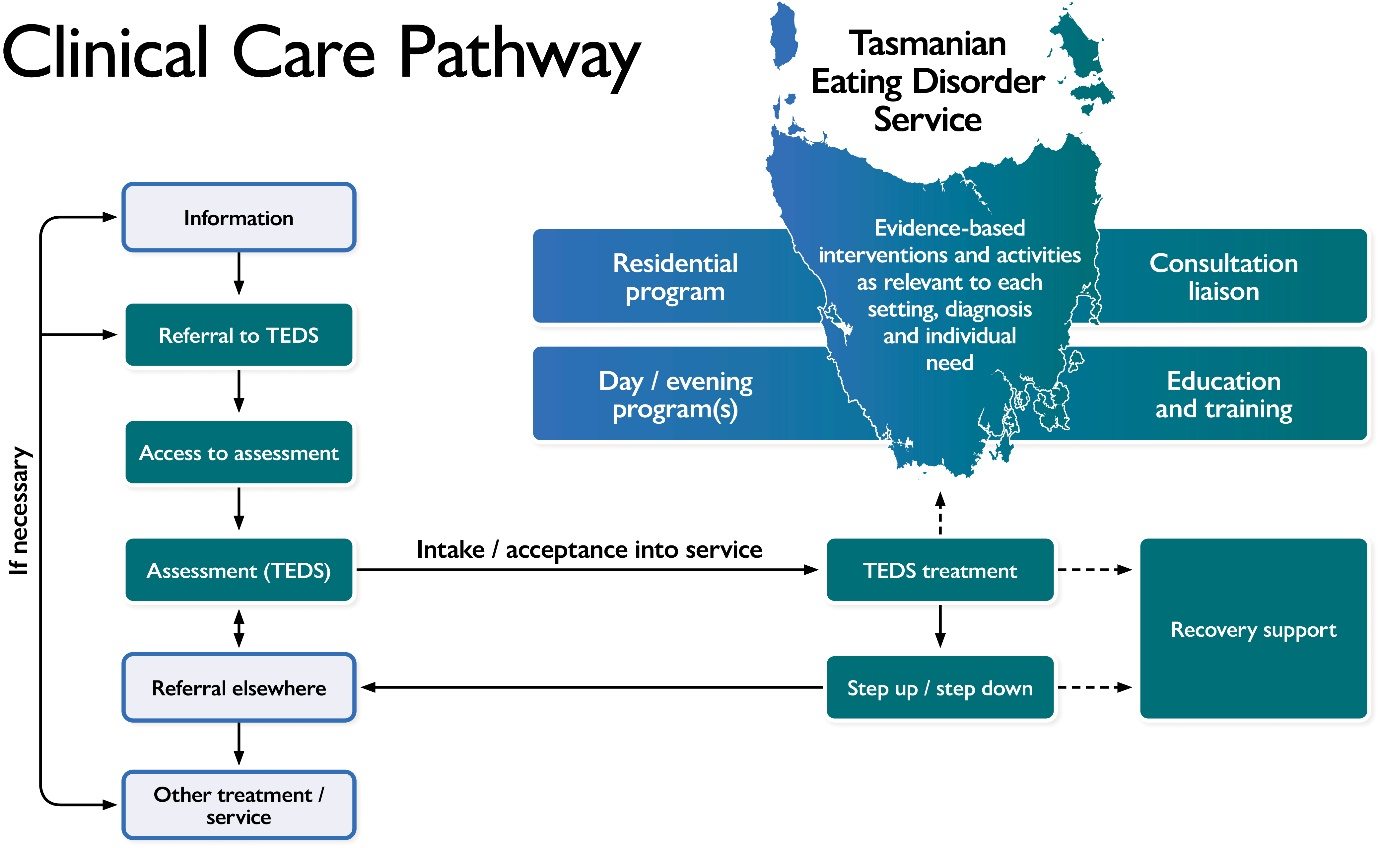 Clinical Care Pathway
Tasmanian
Eating Disorder
Service
Information
Referral to TEDS
Access to assessment
Assessment (TEDS)
Referral elsewhere
Other treatment /
service
If necessary
Residential
program
Day / evening
program(s)
Evidence-based
interventions and activities
as relevant to each
setting, diagnosis
and individual
need
Consultation
liaison
Education
and training
Intake / acceptance into service
TEDS treatment
Step up / step down
Recovery support